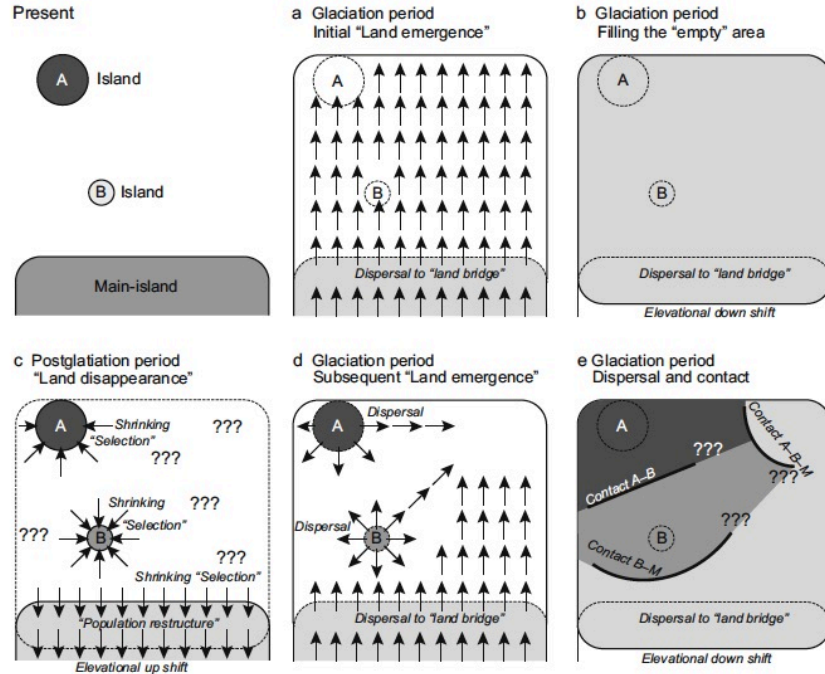 Present
A
Island
B
Island
Main-island
a Glaciation period
Initial “Land emergence”
A
B
Dispersal to “land bridge”
b Glaciation period
Filling the “empty” area
A
B
Dispersal to “land bridge”
Elevational down shift
c Postglatiation period
“Land disappearance”
A
Shrinking
“Selection”
???
???
Shrinking
???
“Selection”
???
B
???
Shrinking “Selection”
“Population restructure”
Elevational up shift
d Glaciation period
Subsequent “Land emergence”
A
Dispersal
Dispersal
B
Dispersal to “land bridge”
e Glaciation period
Dispersal and contact
A
Contact A–B–M
???
???
Contact A–B
???
B
Contact B–M
Dispersal to “land bridge”
Elevational down shift